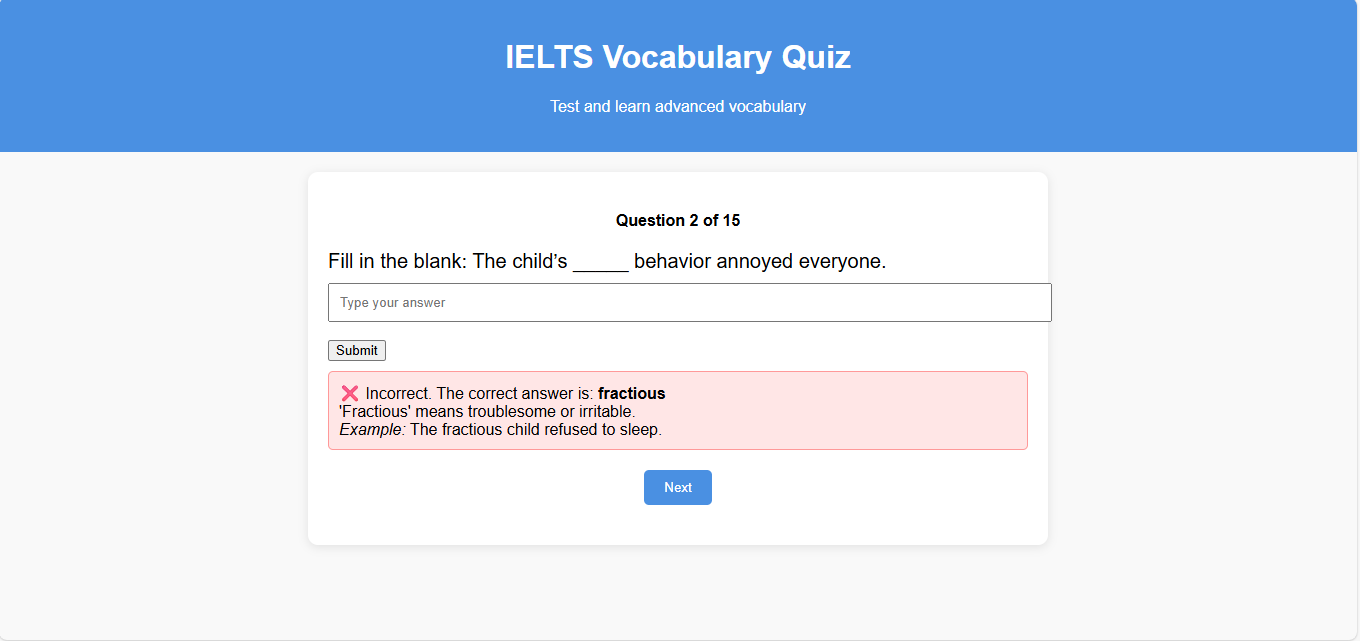 IELTS Vocabulary Quiz
Test and learn advanced vocabulary
Question 2 of 15
Fill in the blank: The child’s _____ behavior annoyed everyone.
Type your answer
Submit
❌ Incorrect. The correct answer is: fractious
'Fractious' means troublesome or irritable.
Example: The fractious child refused to sleep.
Next